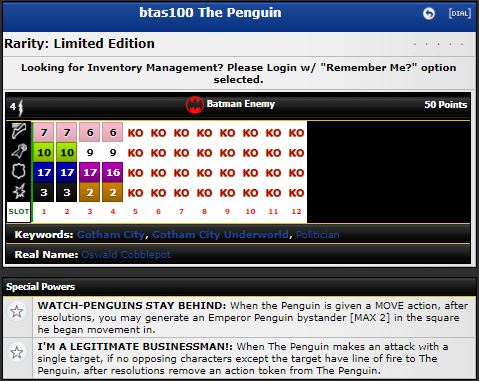 btas100 The Penguin
[DIAL]
Rarity: Limited Edition
Looking for Inventory Management? Please Login w/ "Remember Me?" option
selected.
4 Batman Enemy 50 Points
7 7 6 6 KO KO KO KO KO KO KO KO
10 10 9 9 KO KO KO KO KO KO KO KO
17 17 17 16 KO KO KO KO KO KO KO KO
3 3 2 2 KO KO KO KO KO KO KO KO
SLOT 1 2 3 4 5 6 7 8 9 10 11 12
Keywords: Gotham City, Gotham City Underworld, Politician
Real Name: Oswald Cobblepot
Special Powers
WATCH-PENGUINS STAY BEHIND: When the Penguin is given a MOVE action, after
resolutions, you may generate an Emperor Penguin bystander [MAX 2] in the square
he began movement in.
I'M A LEGITIMATE BUSINESSMAN!: When The Penguin makes an attack with a
single target, if no opposing characters except the target have line of fire to The
Penguin, after resolutions remove an action token from The Penguin.